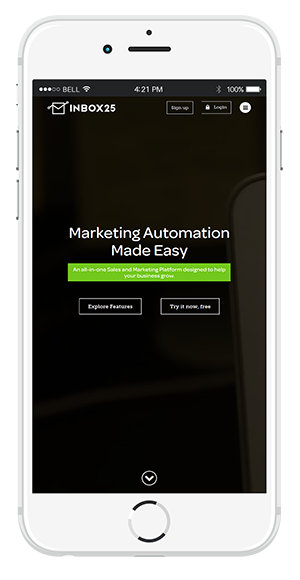 BELL 4:21 PM 100%
INBOX25 Sign up Login
Marketing Automation
Made Easy
An all-in-one Sales and Marketing Platform designed to help
your business grow.
Explore Features Try it now, free